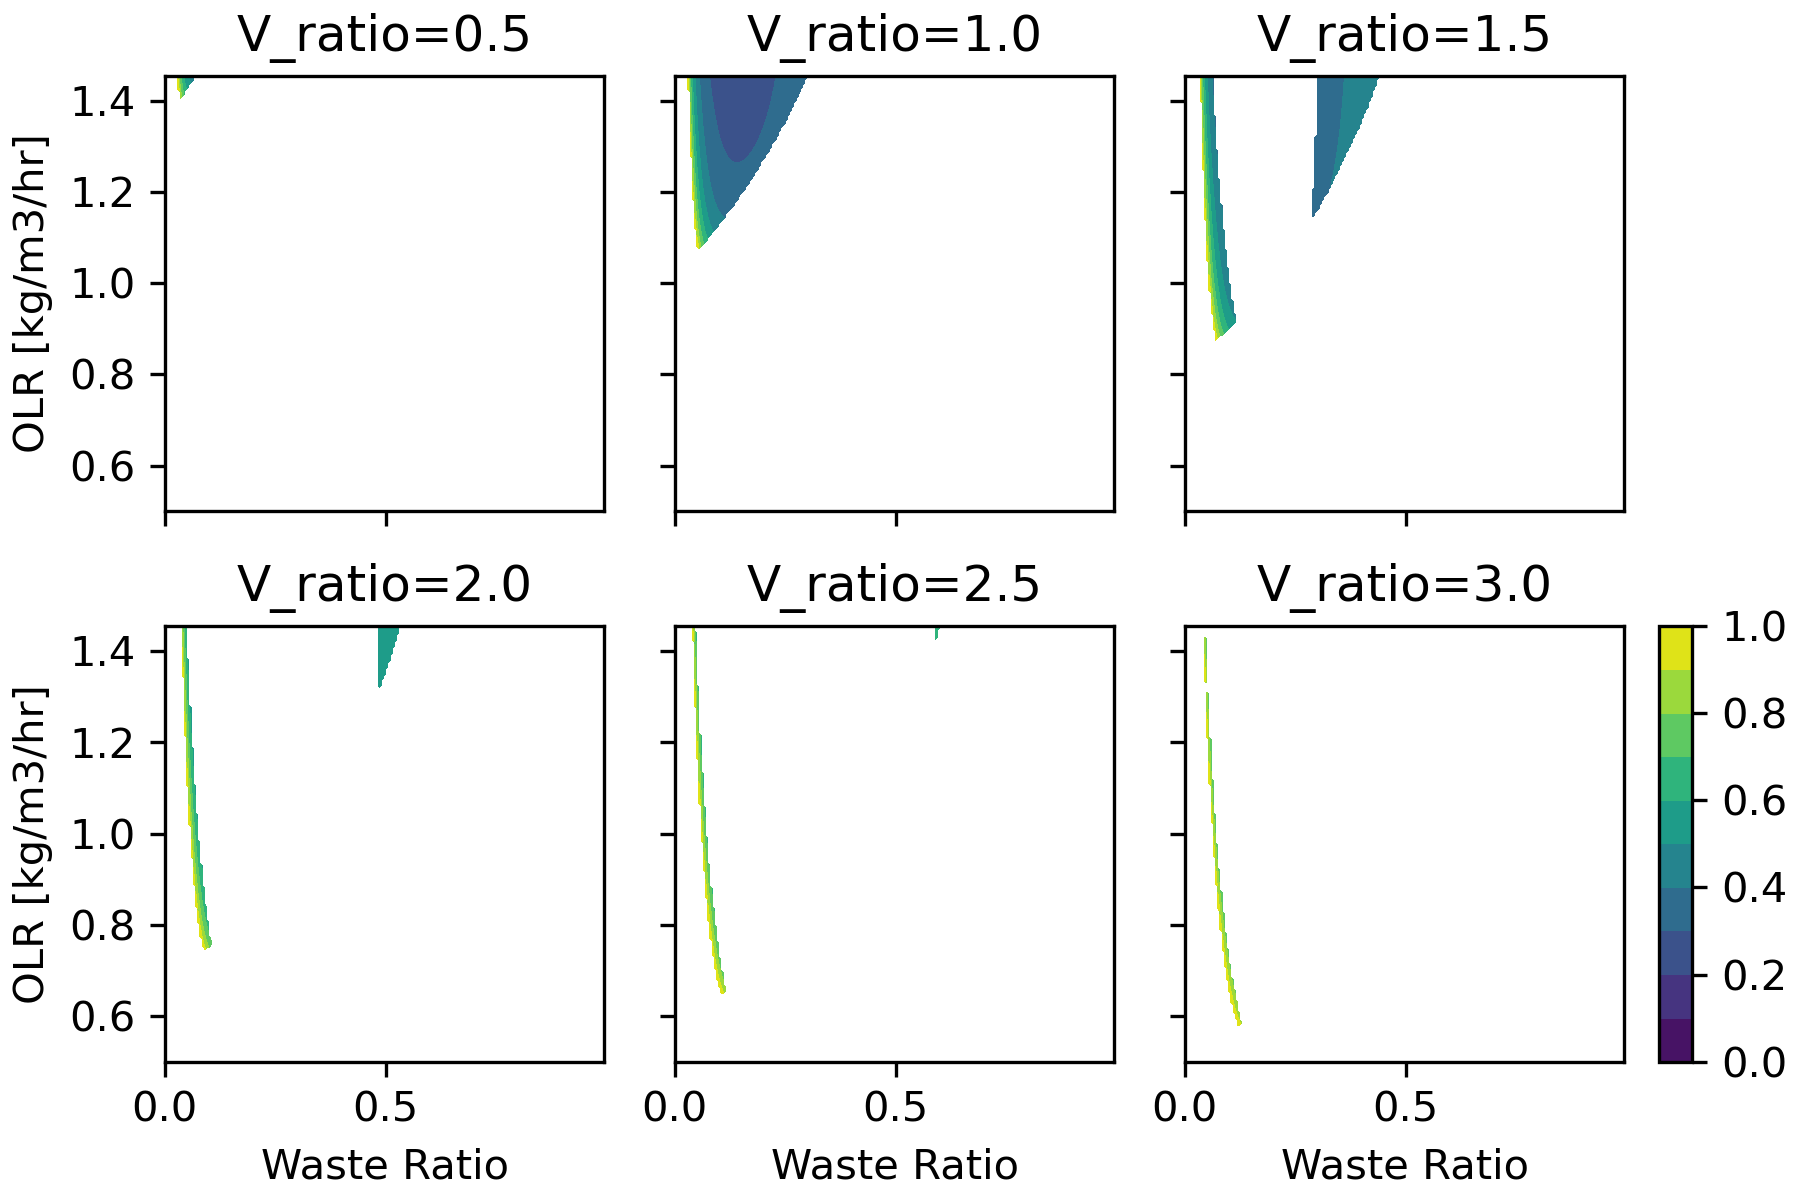 V_ratio=0.5
V_ratio=1.0
V_ratio=1.5
OLR [kg/m3/hr]
1.4
1.2
1.0
0.8
0.6
V_ratio=2.0
V_ratio=2.5
V_ratio=3.0
OLR [kg/m3/hr]
1.4
1.2
1.0
0.8
0.6
1.0
0.8
0.6
0.4
0.2
0.0
0.0 0.5
0.0 0.5
0.0 0.5
Waste Ratio
Waste Ratio
Waste Ratio